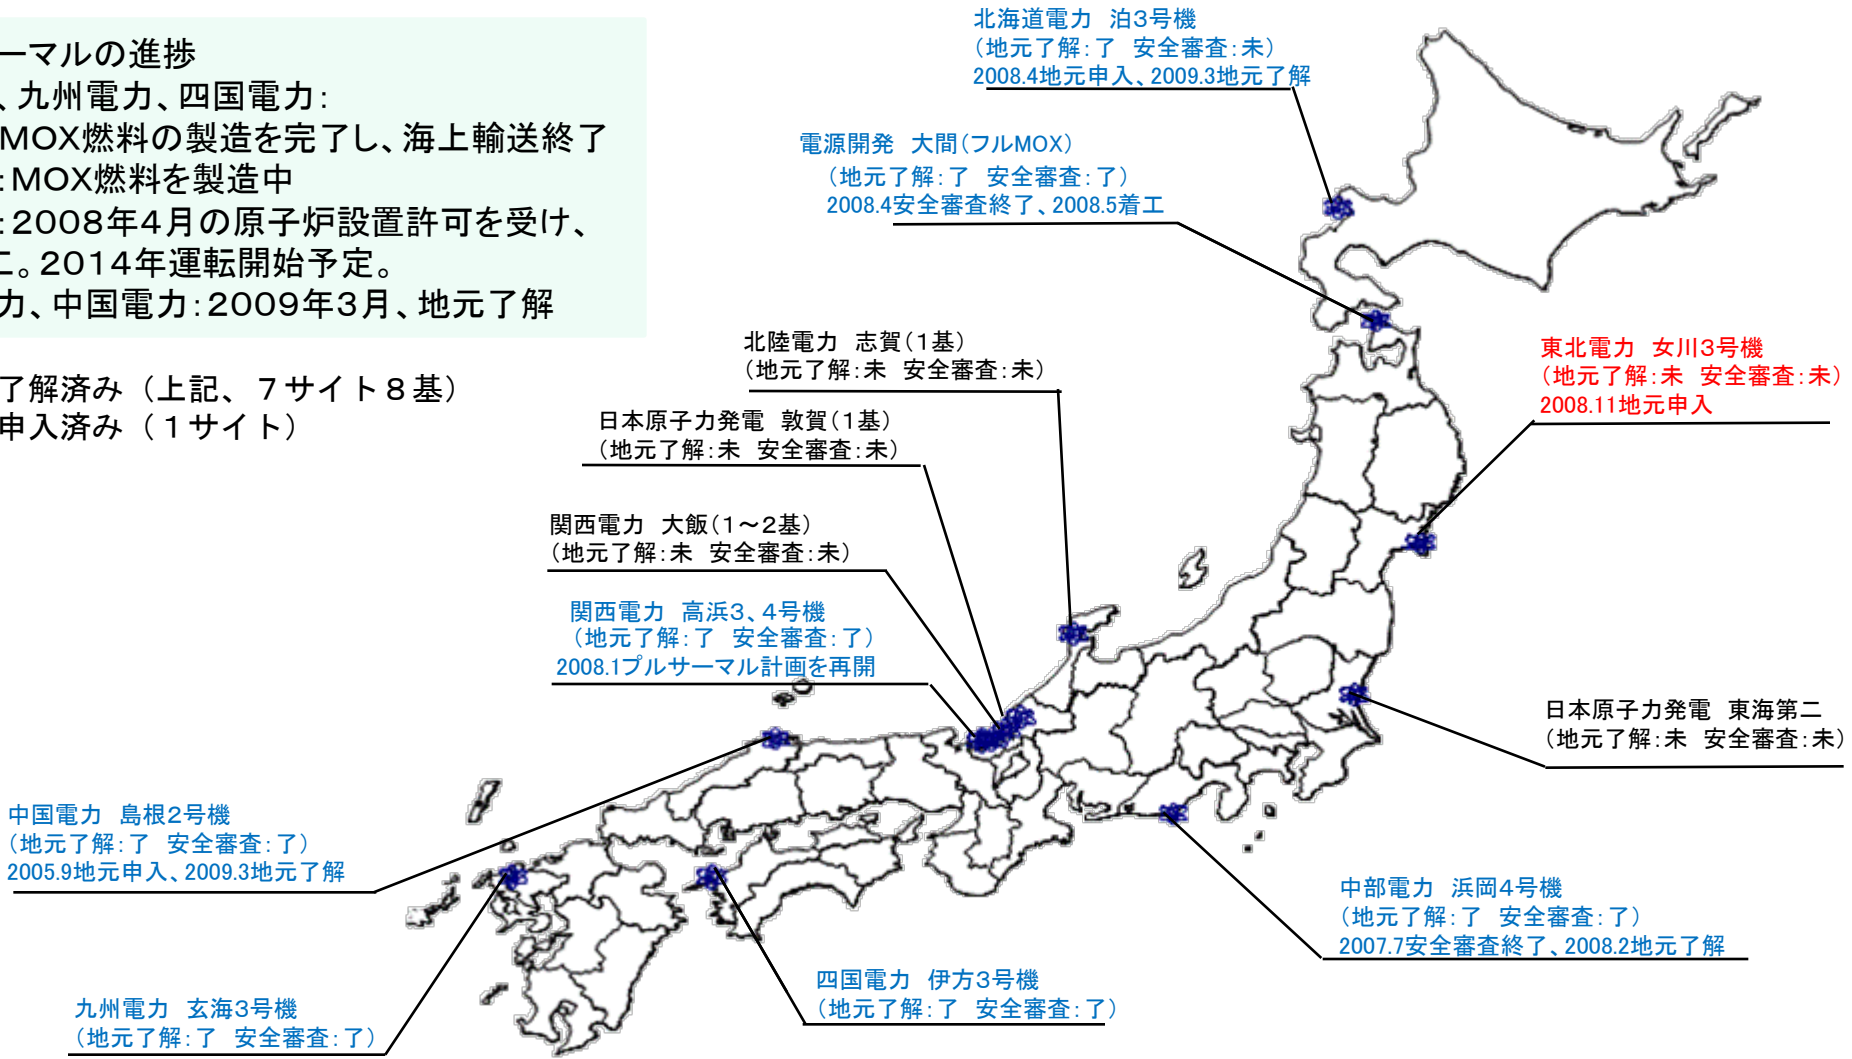 ーマルの進捗
、九州電力、四国電力：
MOX燃料の製造を完了し、海上輸送終了
：MOX燃料を製造中
：2008年4月の原子炉設置許可を受け、
工。2014年運転開始予定。
力、中国電力：2009年3月、地元了解
了解済み（上記、７サイト８基）
申入済み（１サイト）
北海道電力　泊3号機
（地元了解：了　安全審査：未）
2008.4地元申入、2009.3地元了解
電源開発　大間（フルMOX）
（地元了解：了　安全審査：了）
2008.4安全審査終了、2008.5着工
北陸電力　志賀（1基）
（地元了解：未　安全審査：未）
日本原子力発電　敦賀（1基）
（地元了解：未　安全審査：未）
関西電力　大飯（1～2基）
（地元了解：未　安全審査：未）
関西電力　高浜3、4号機
（地元了解：了　安全審査：了）
2008.1プルサーマル計画を再開
東北電力　女川3号機
（地元了解：未　安全審査：未）
2008.11地元申入
日本原子力発電　東海第二
（地元了解：未　安全審査：未）
中国電力　島根2号機
（地元了解：了　安全審査：了）
2005.9地元申入、2009.3地元了解
中部電力　浜岡4号機
（地元了解：了　安全審査：了）
2007.7安全審査終了、2008.2地元了解
四国電力　伊方3号機
（地元了解：了　安全審査：了）
九州電力　玄海3号機
（地元了解：了　安全審査：了）